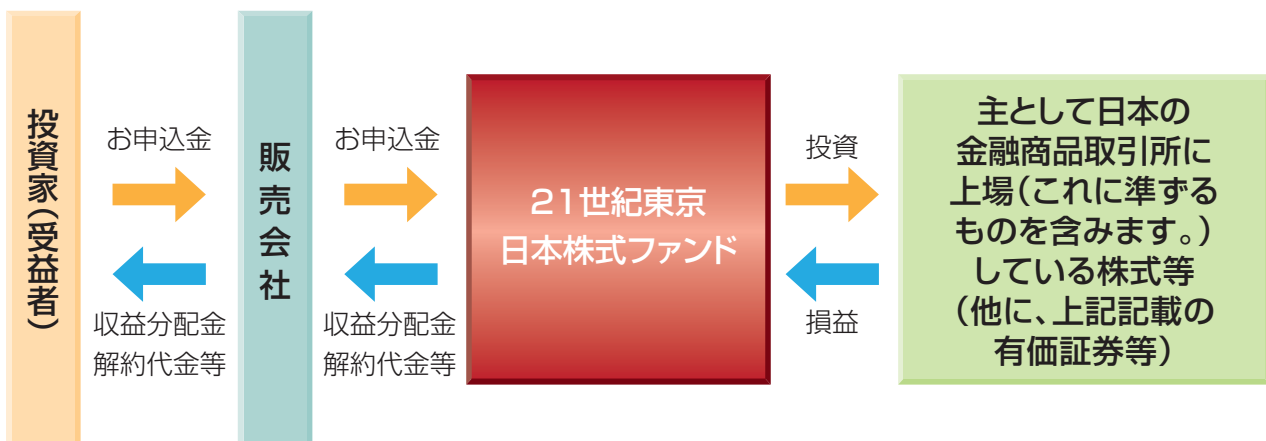 投資家（受益者）
お申込金
収益分配金
解約代金等
販売会社
お申込金
収益分配金
解約代金等
21世紀東京
日本株式ファンド
投資
損益
主として日本の
金融商品取引所に
上場（これに準ずる
ものを含みます。）
している株式等
（他に、上記記載の
有価証券等）